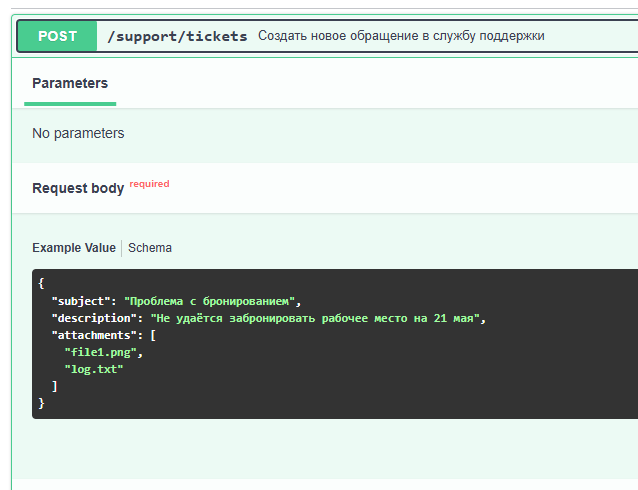 POST /support/tickets Создать новое обращение в службу поддержки
Parameters
No parameters
Request body required
Example Value Schema
{
"subject": "Проблема с бронированием",
"description": "Не удаётся забронировать рабочее место на 21 мая",
"attachments": [
"file1.png",
"log.txt"
]
}